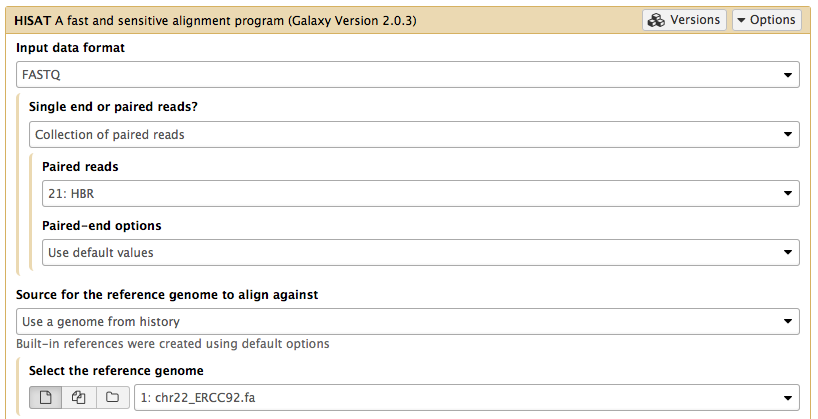 HISAT A fast and sensitive alignment program (Galaxy Version 2.0.3) Versions Options
Input data format
FASTQ
Single end or paired reads?
Collection of paired reads
Paired reads
21: HBR
Paired-end options
Use default values
Source for the reference genome to align against
Use a genome from history
Built-in references were created using default options
Select the reference genome
1: chr22_ERCC92.fa